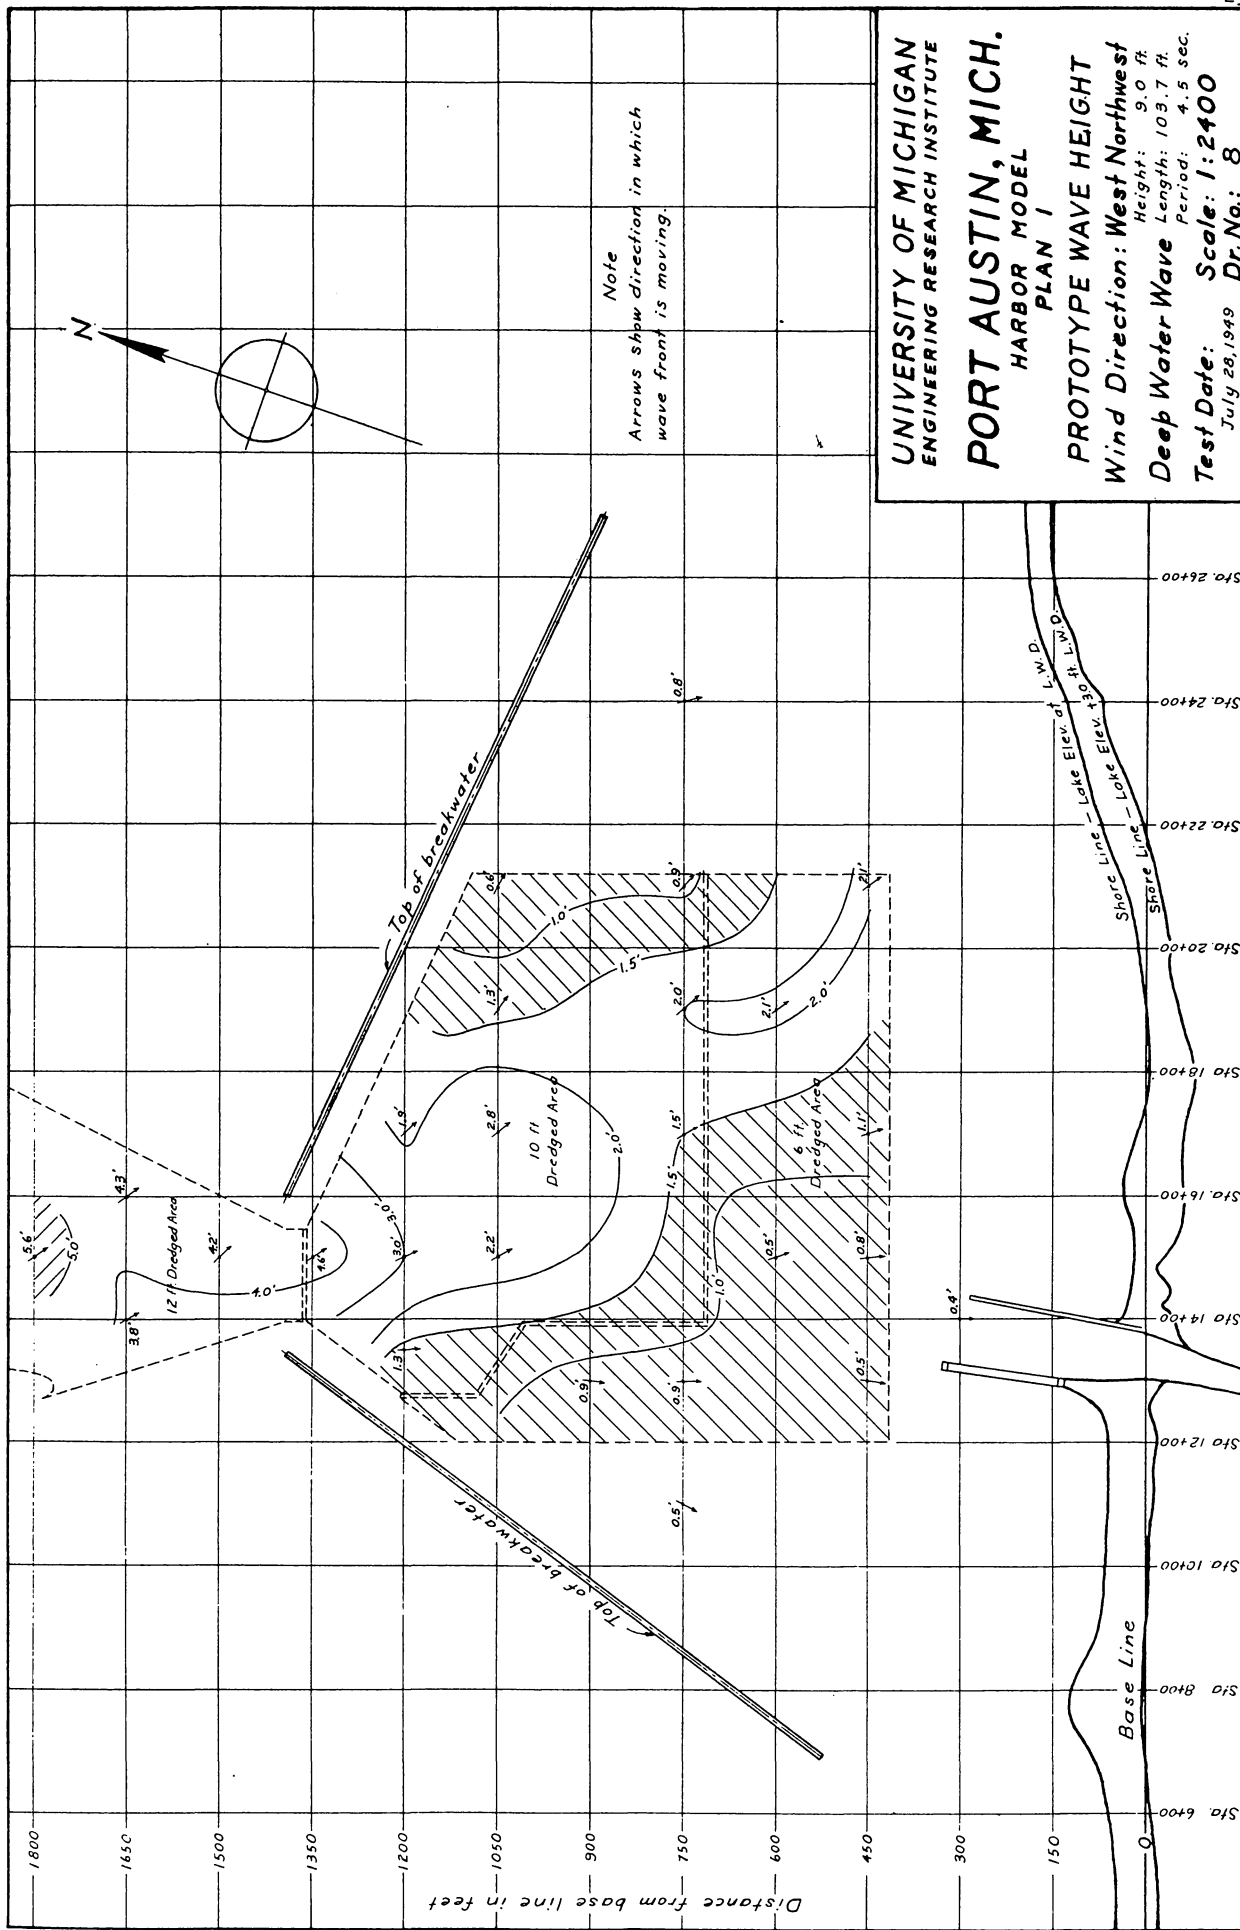 UNIVERSITY OF MICHIGAN
ENGINEERING RESEARCH INSTITUTE
PORT AUSTIN, MICH.
HARBOR MODEL
PLAN I
PROTOTYPE WAVE HEIGHT
Wind Direction: West Northwest
Height: 9.0 ft.
Deep Water Wave Length: 103.7 ft.
Period: 4.5 sec.
Test Date: Scale: 1:2400
July 28, 1949 Dr. No.: 8
N
Note
Arrows show direction in which
wave front is moving.
Distance from base line in feet
1800
1650
1500
1350
1200
1050
900
750
600
450
300
150
0
Sta. 6+00
Sta 8+00
Sta. 10+00
Sta 12+00
Sta 14+00
Sta. 16+00
Sta 18+00
Sta. 20+00
Sta. 22+00
Sta. 24+00
Sta. 26+00
Base Line
Shore Line - Lake Elev. at L.W.D.
Shore Line - Lake Elev. +3.0 ft. L.W.D.
Top of breakwater
Top of breakwater
12 ft. Dredged Area
10 ft
Dredged Area
6 ft.
Dredged Area
5.6'
5.0'
4.3'
3.8'
4.2'
4.0'
4.6'
3.0'
3.0'
1.9'
1.3'
2.2'
2.8'
1.3'
0.6'
1.0'
1.5'
2.0'
0.9'
0.9'
0.5'
1.5'
1.5'
2.0'
0.9'
0.8'
0.5'
2.1'
2.0'
1.0'
0.5'
0.8'
1.1'
2.1'
0.4'